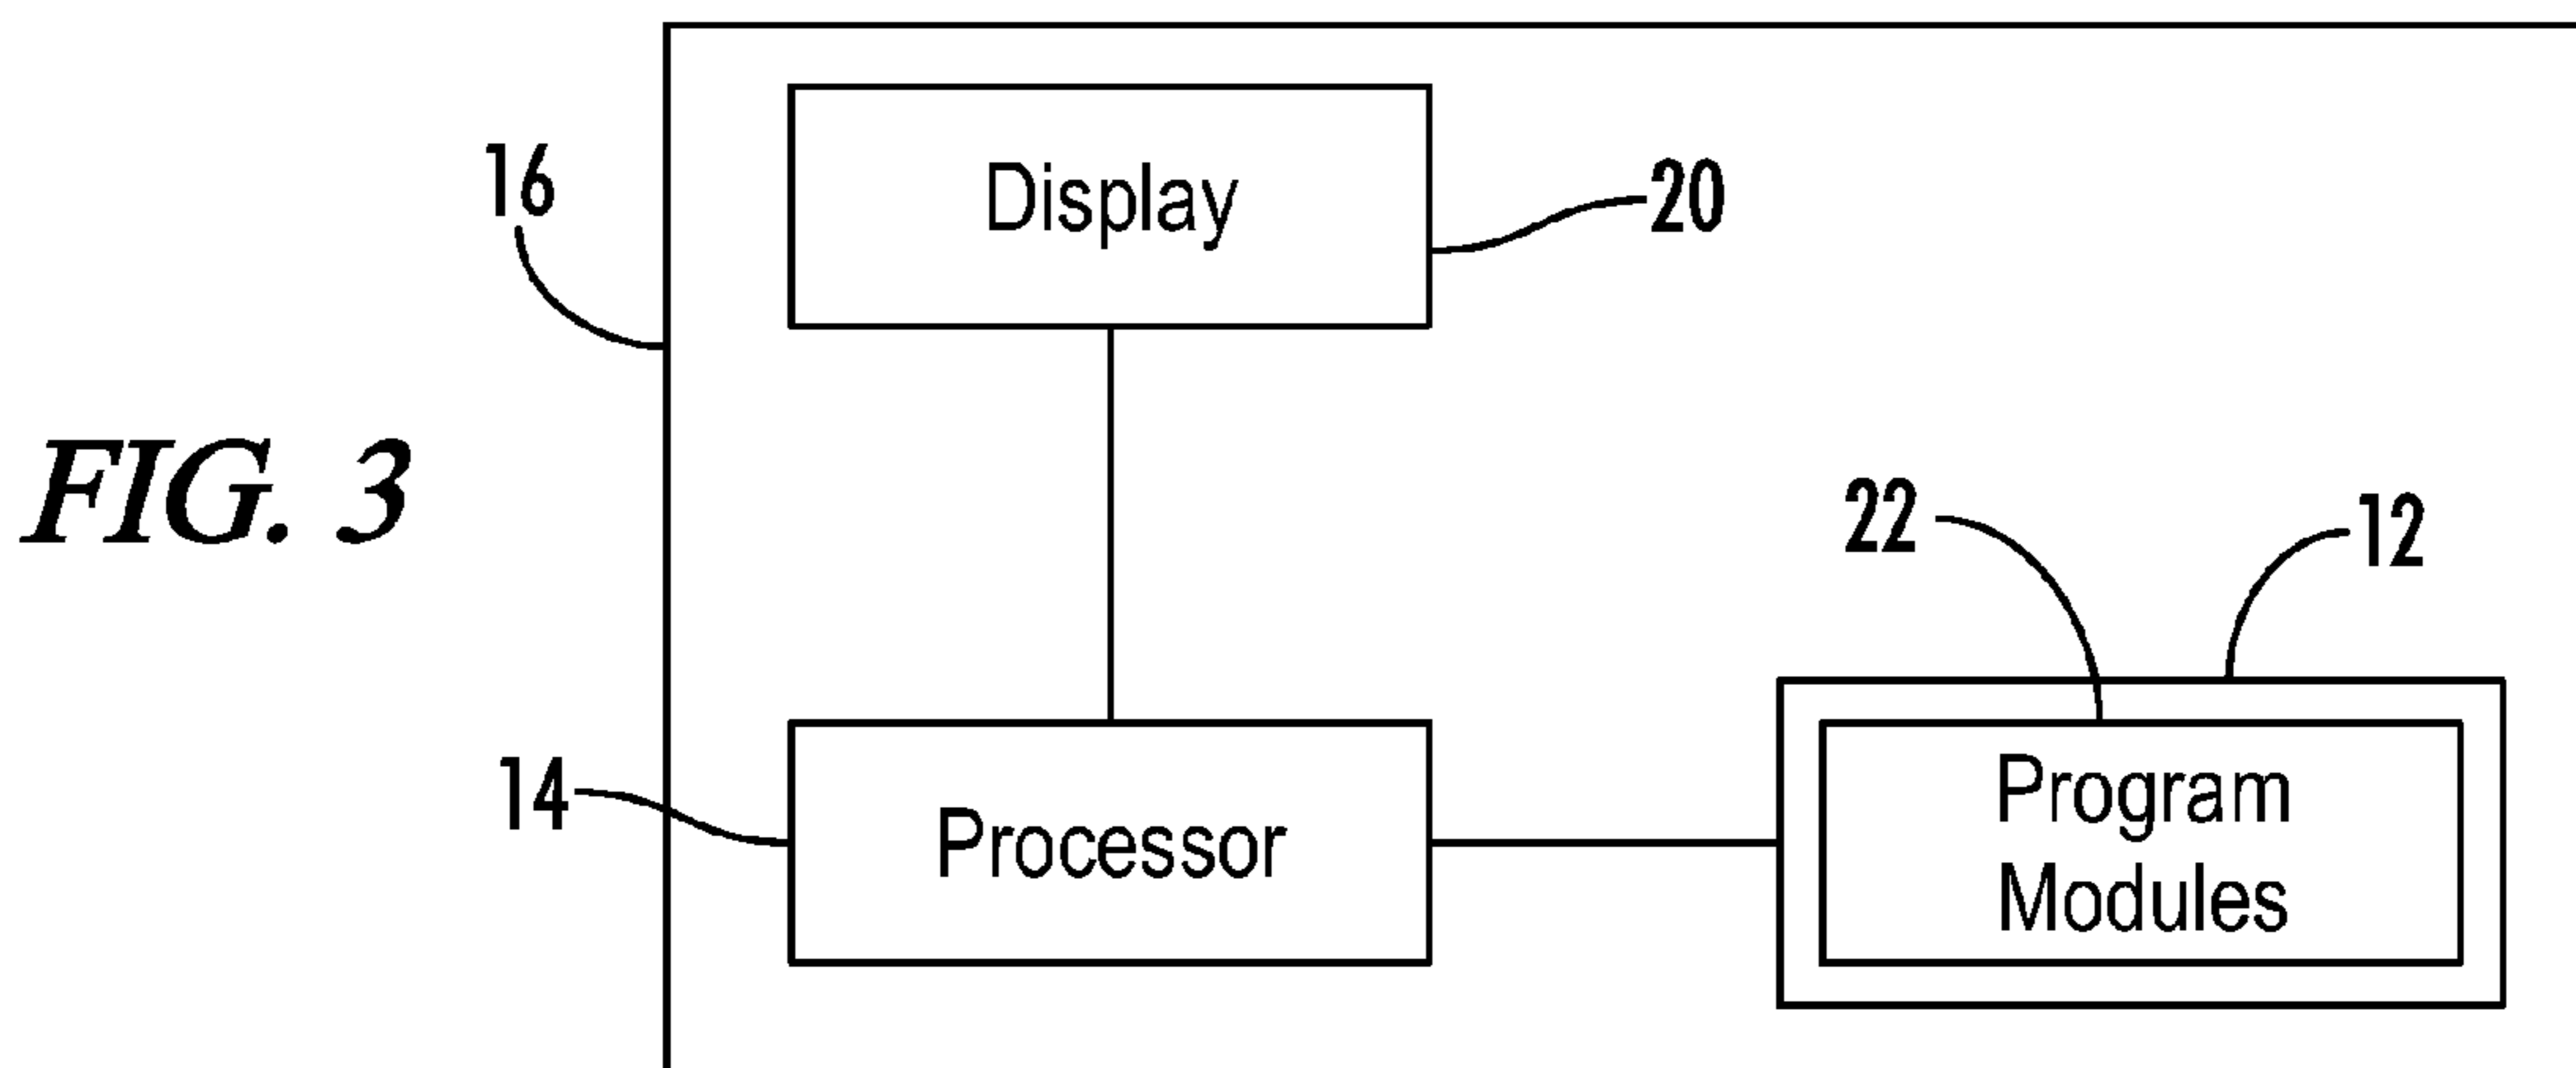 16
Display
20
FIG. 3
22
12
14
Processor
Program
Modules